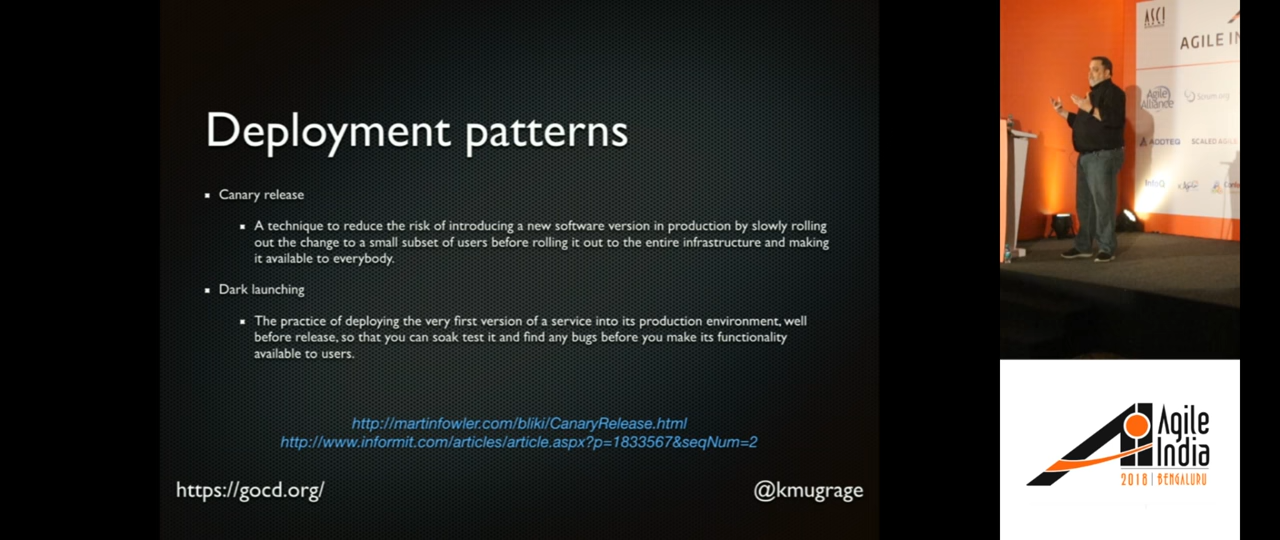 Deployment patterns
Canary release
A technique to reduce the risk of introducing a new software version in production by slowly rolling
out the change to a small subset of users before rolling it out to the entire infrastructure and making
it available to everybody.
Dark launching
The practice of deploying the very first version of a service into its production environment, well
before release, so that you can soak test it and find any bugs before you make its functionality
available to users.
http://martinfowler.com/bliki/CanaryRelease.html
http://www.informit.com/articles/article.aspx?p=1833567&seqNum=2
https://gocd.org/
@kmugrage
ASCI
AGILE IN
Agile
Alliance
Scrum.org
ADDTEQ
SCALED AGILE
InfoQ
Agile
India
2018 | BENGALURU